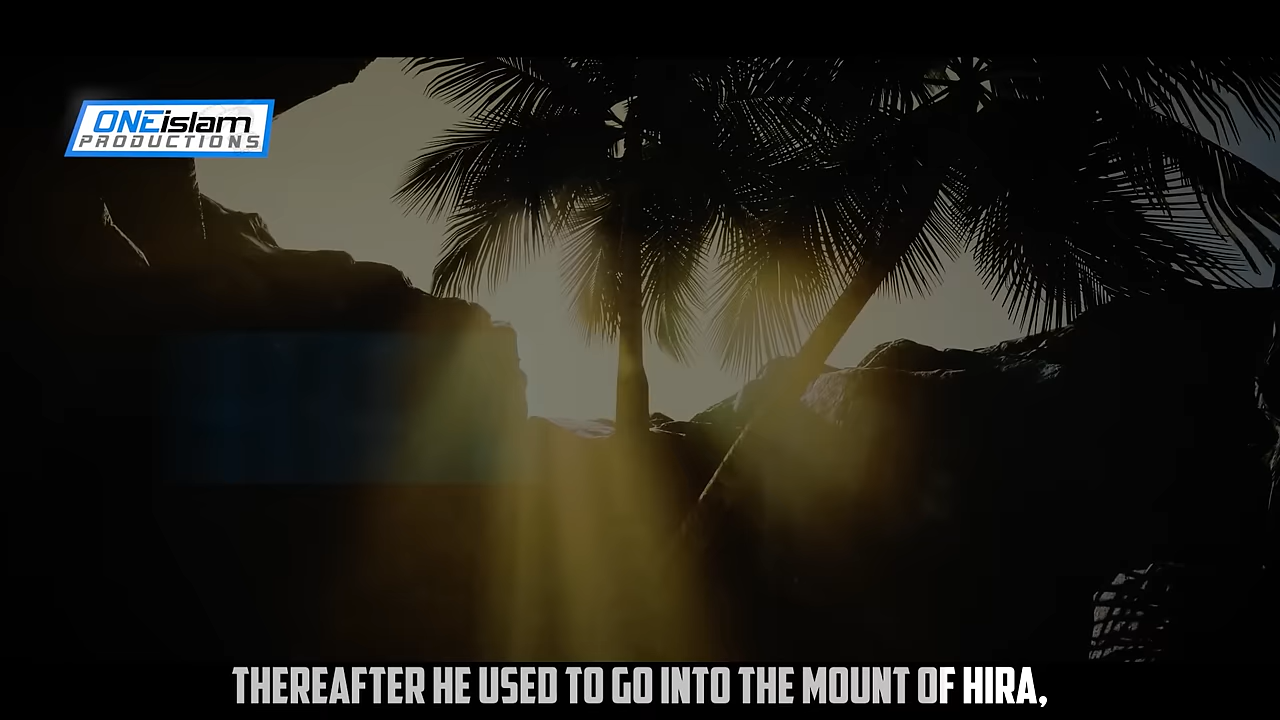 ONEislam
PRODUCTIONS
THEREAFTER HE USED TO GO INTO THE MOUNT OF HIRA,